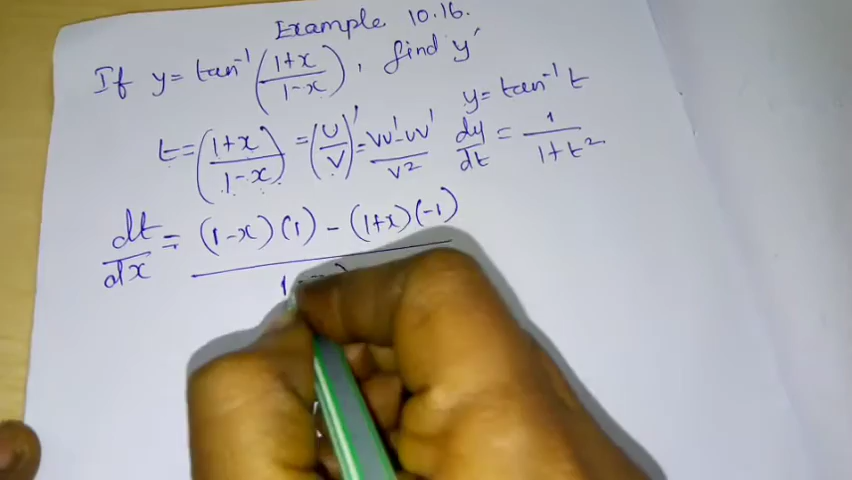 Example 10.16.
If y = tan⁻¹ (1+x / 1-x), find y'
t = (1+x / 1-x) = (u / v)' = vu'-uv' / v²
y = tan⁻¹ t
dy/dt = 1 / 1+t²
dt/dx = (1-x)(1) - (1+x)(-1)